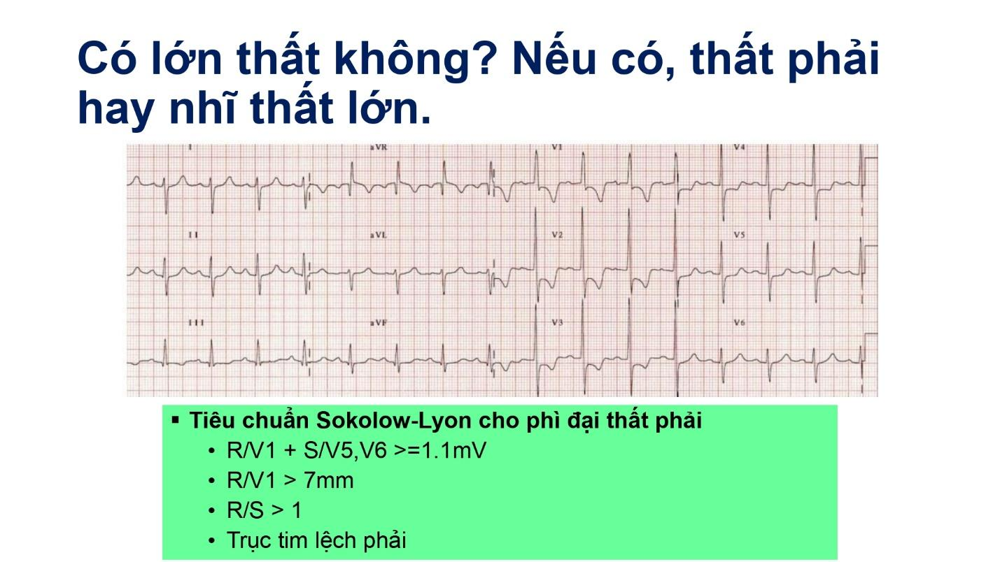 Có lớn thất không? Nếu có, thất phải
hay nhĩ thất lớn.
I aVR V1 V4
II aVL V2 V5
III aVF V3 V6
▪ Tiêu chuẩn Sokolow-Lyon cho phì đại thất phải
• R/V1 + S/V5,V6 >=1.1mV
• R/V1 > 7mm
• R/S > 1
• Trục tim lệch phải